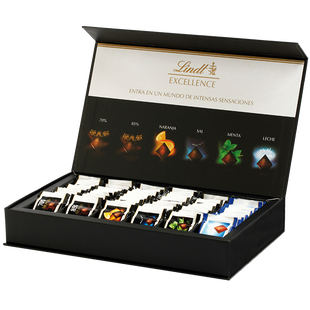 Lindt
EXCELLENCE
ENTRA EN UN MUNDO DE INTENSAS SENSACIONES
70% 85% NARANJA SAL MENTA LECHE